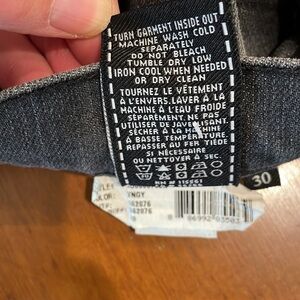 TURN GARMENT INSIDE OUT
MACHINE WASH COLD
SEPARATELY
DO NOT BLEACH
TUMBLE DRY LOW
IRON COOL WHEN NEEDED
OR DRY CLEAN
TOURNEZ LE VÊTEMENT
À L'ENVERS.LAVER À LA
MACHINE À L'EAU FROIDE
SÉPARÉMENT. NE PAS
UTILISER DE JAVELLISANT.
SÉCHER À LA MACHINE
À BASSE TEMPÉRATURE
REPASSER AU FER TIÈDE
SI NÉCESSAIRE
OU NETTOYER À SEC.
30